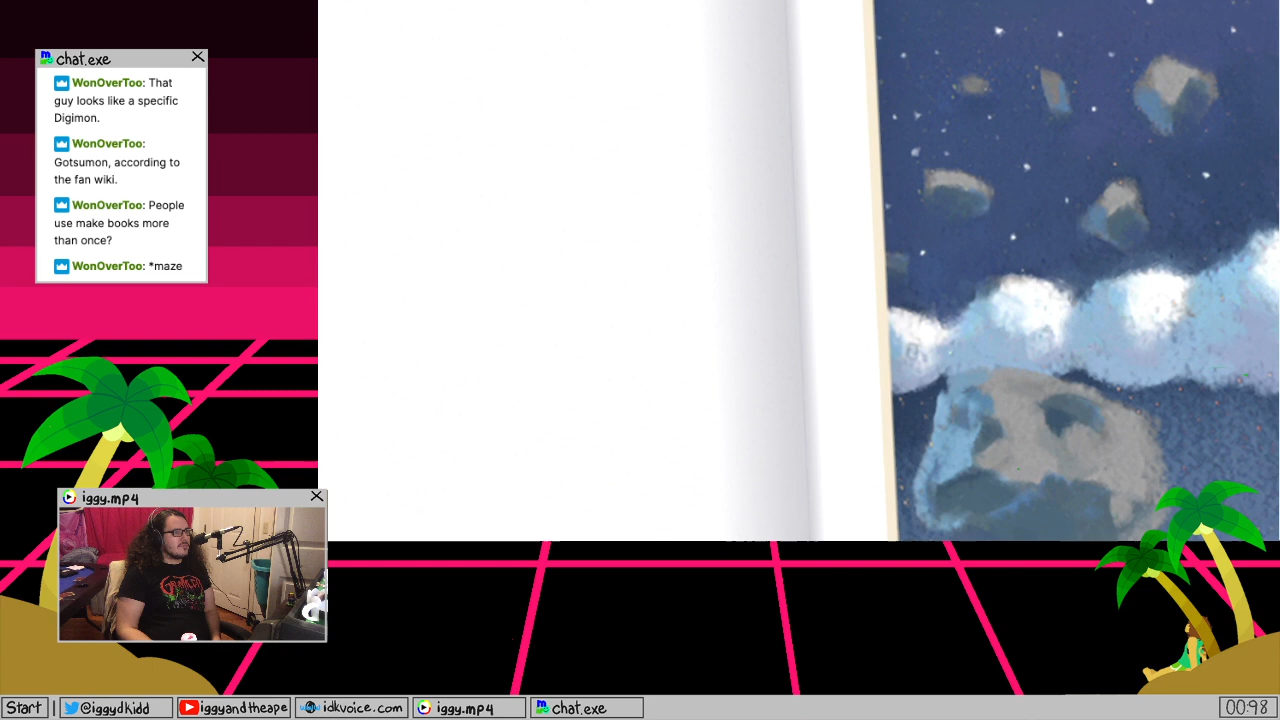 chat.exe
WonOverToo: That
guy looks like a specific
Digimon.
WonOverToo:
Gotsumon, according to
the fan wiki.
WonOverToo: People
use make books more
than once?
WonOverToo: *maze
iggy.mp4
Start | @iggydkidd iggyandtheape idkvoice.com iggy.mp4 chat.exe 00:98